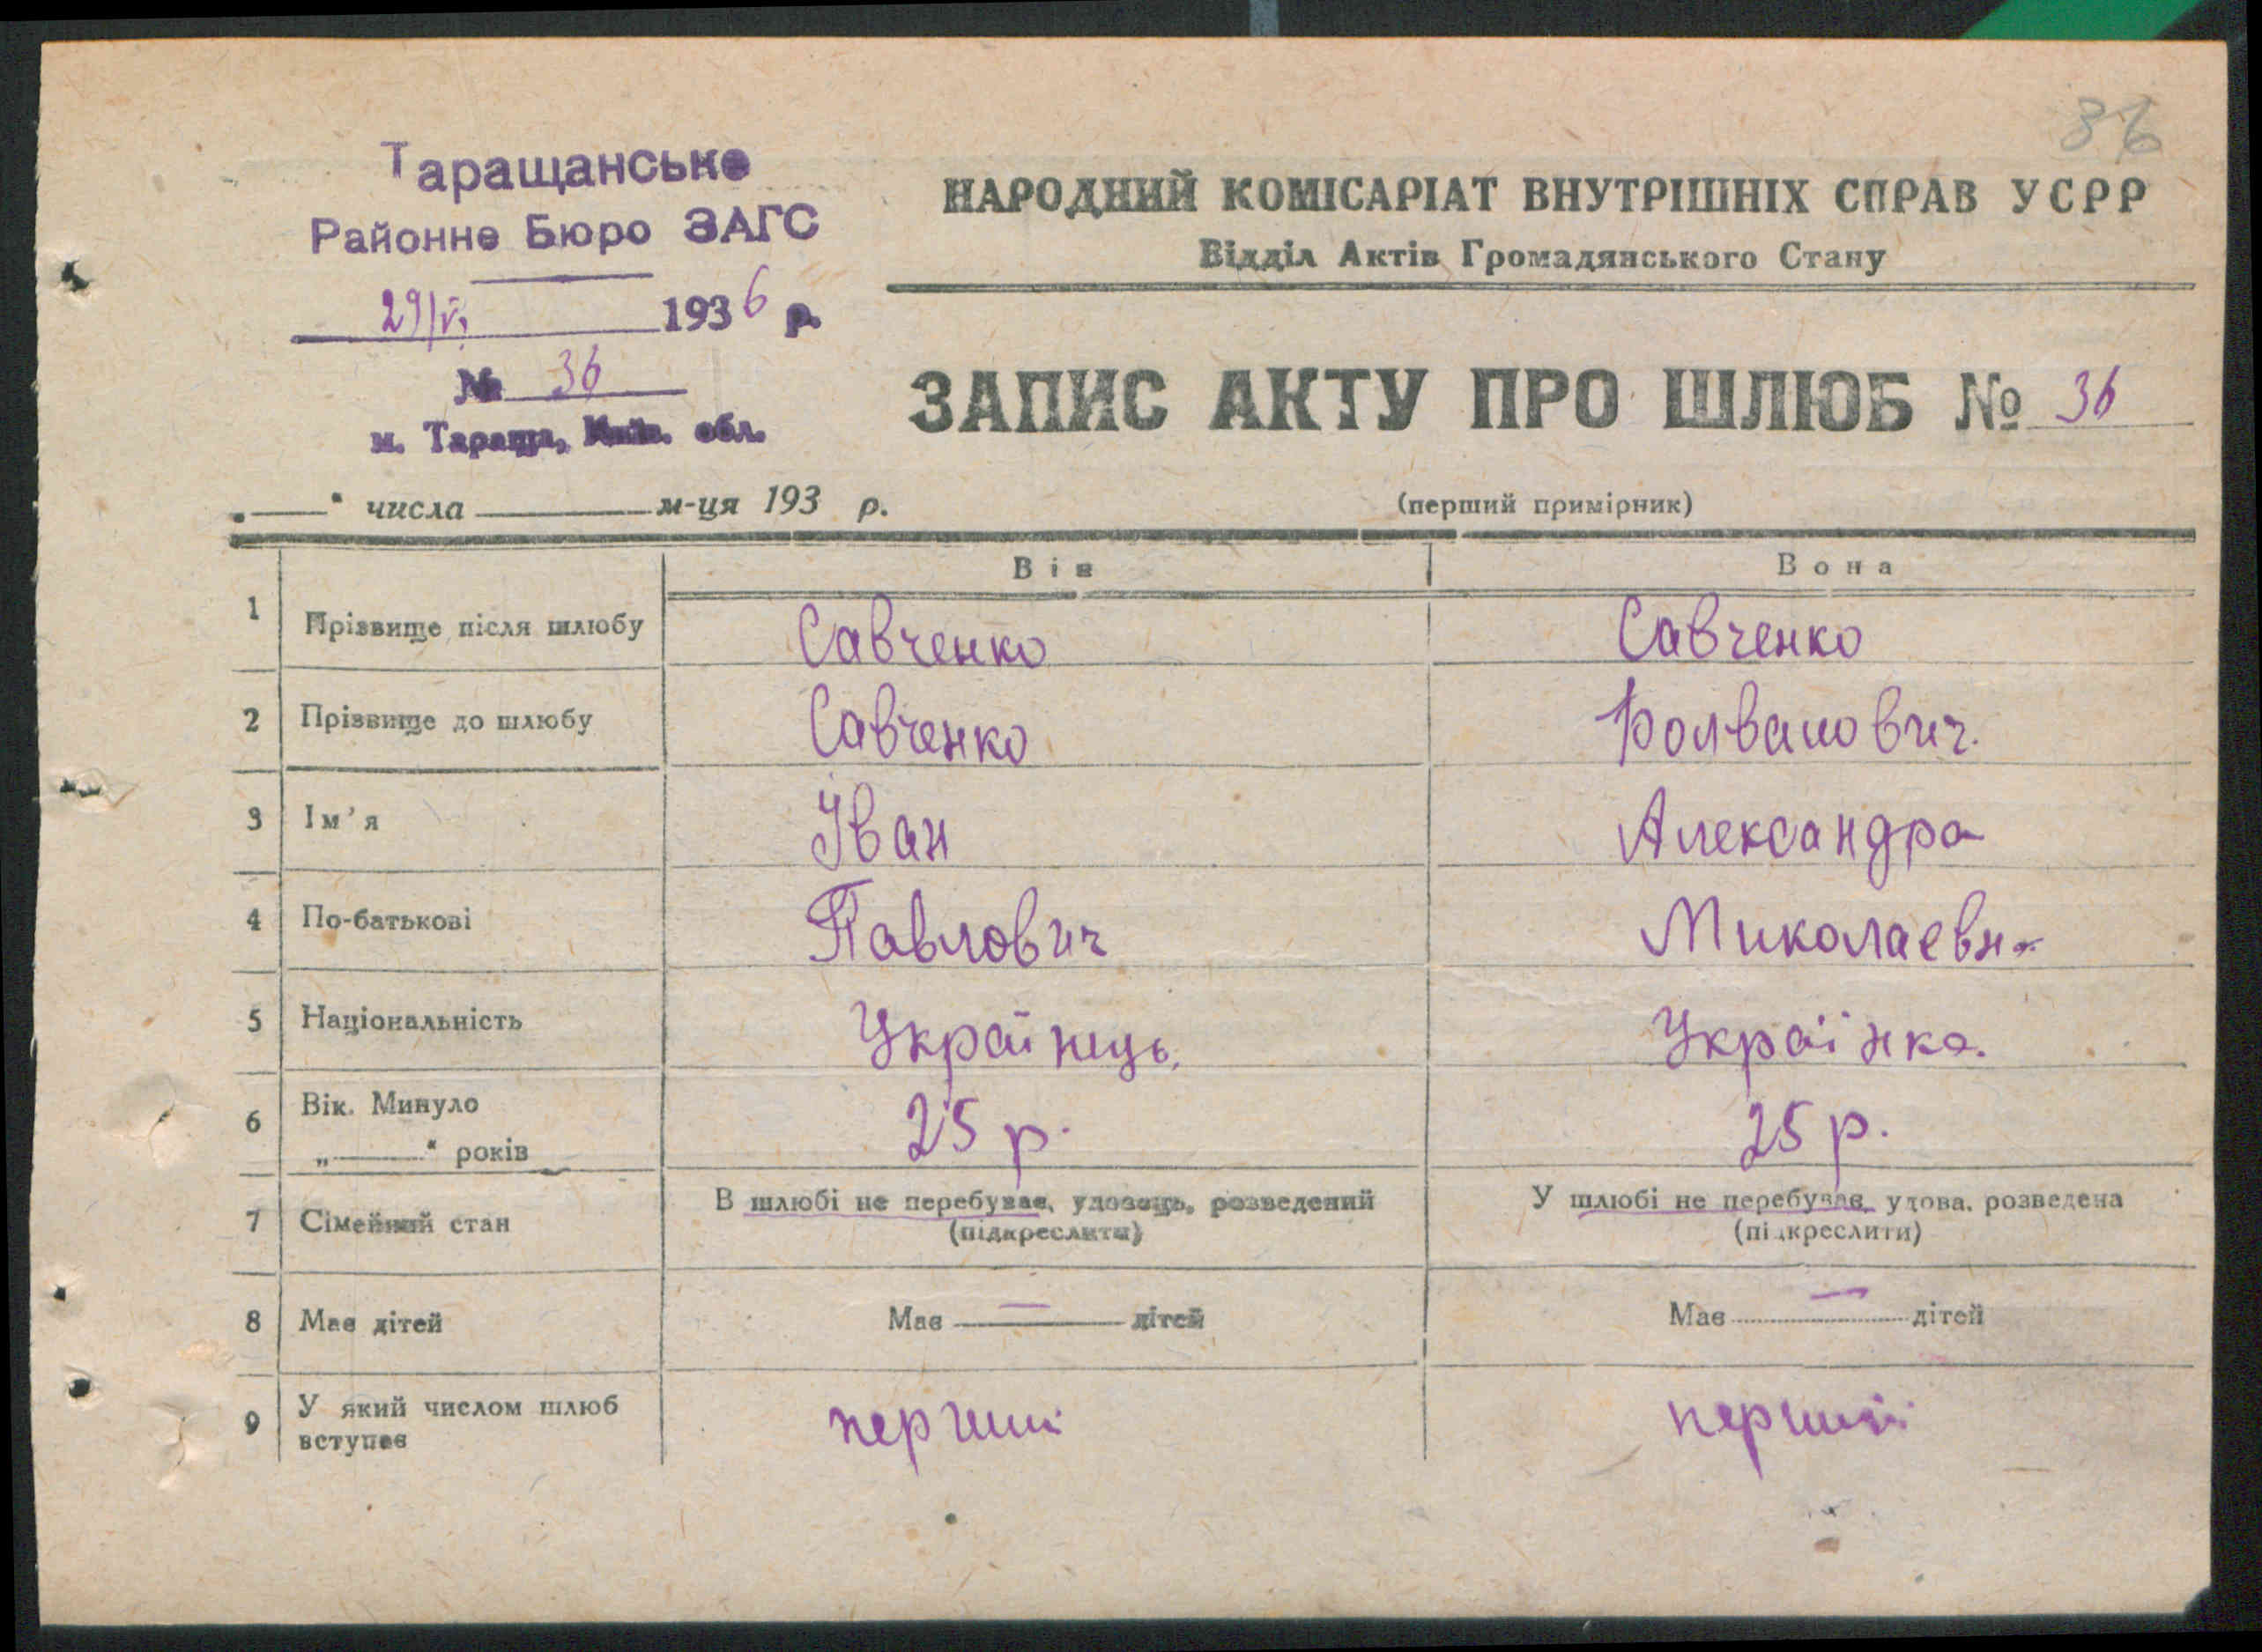 36
Таращанське
Районне Бюро ЗАГС
1936 р.
№ 36
м. Тараща, Київ. обл.
НАРОДНИЙ КОМІСАРІАТ ВНУТРІШНІХ СПРАВ УСРР
Відділ Актів Громадянського Стану
ЗАПИС АКТУ ПРО ШЛЮБ № 36
„——“ числа ———— м-ця 193 р.
(перший примірник)
Він Вона
1 Прізвище після шлюбу Савченко Савченко
2 Прізвище до шлюбу Савченко
3 Ім’я Іван Александра
4 По-батькові Павлович Миколаевна
5 Національність Українець. Українка.
6 Вік. Минуло
„——“ років 25 р. 25 р.
7 Сімейний стан В шлюбі не перебуває, удовець, розведений У шлюбі не перебуває, удова, розведена
(підкреслити) (підкреслити)
8 Має дітей Має — дітей Має — дітей
9 У який числом шлюб
вступає перший перший